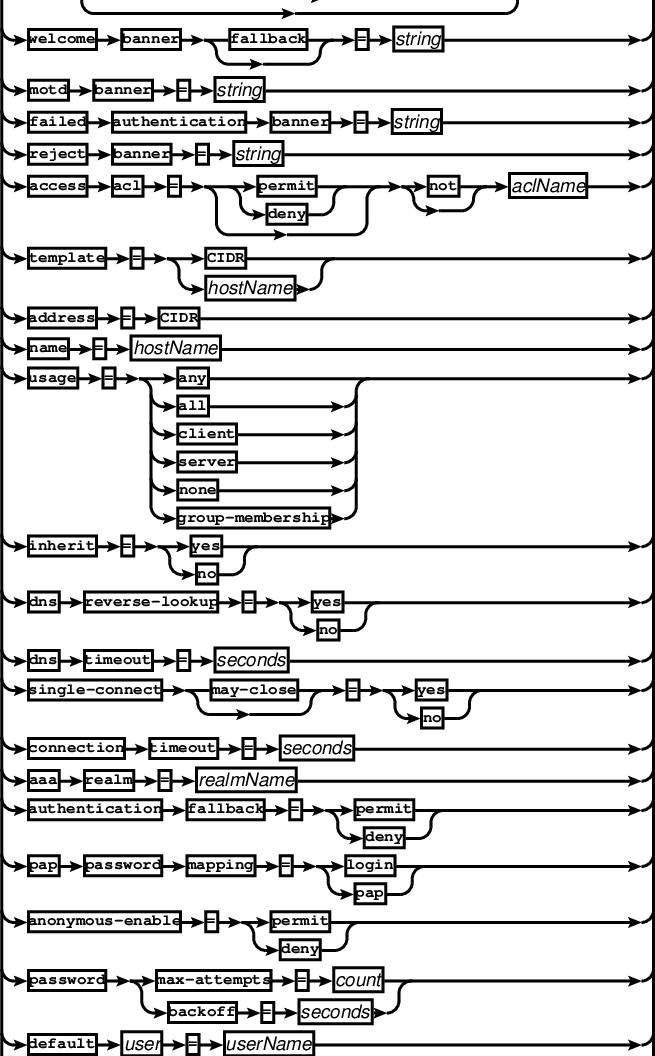 welcome banner fallback = string
motd banner = string
failed authentication banner = string
reject banner = string
access acl = permit not aclName
deny
template = CIDR
hostName
address = CIDR
name = hostName
usage = any
all
client
server
none
group-membership
inherit = yes
no
dns reverse-lookup = yes
no
dns timeout = seconds
single-connect may-close = yes
no
connection timeout = seconds
aaa realm = realmName
authentication fallback = permit
deny
pap password mapping = login
pap
anonymous-enable = permit
deny
password max-attempts = count
backoff = seconds
default user = userName